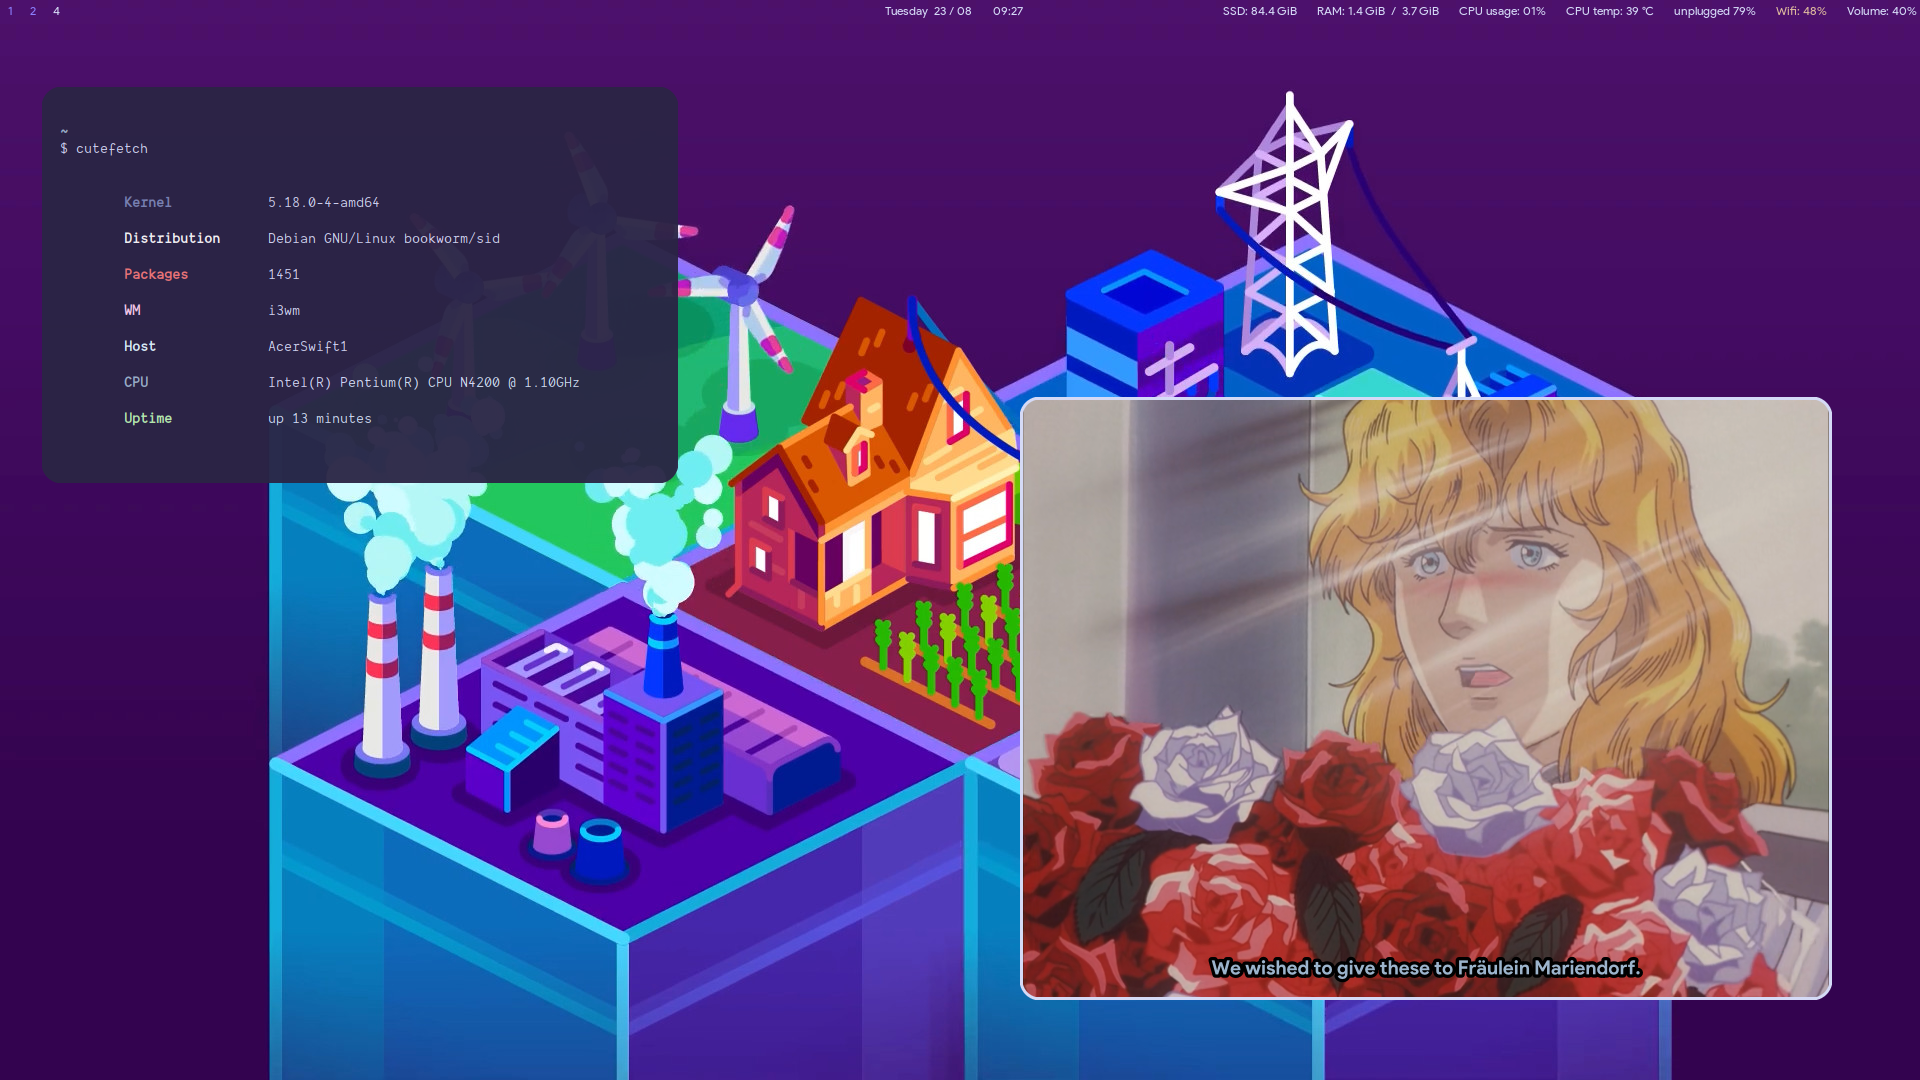 1 2 4 Tuesday 23 / 08 09:27 SSD: 84.4 GiB RAM: 1.4 GiB / 3.7 GiB CPU usage: 01% CPU temp: 39 °C unplugged 79% Wifi: 48% Volume: 40%
~
$ cutefetch
Kernel 5.18.0-4-amd64
Distribution Debian GNU/Linux bookworm/sid
Packages 1451
WM i3wm
Host AcerSwift1
CPU Intel(R) Pentium(R) CPU N4200 @ 1.10GHz
Uptime up 13 minutes
We wished to give these to Fräulein Mariendorf.